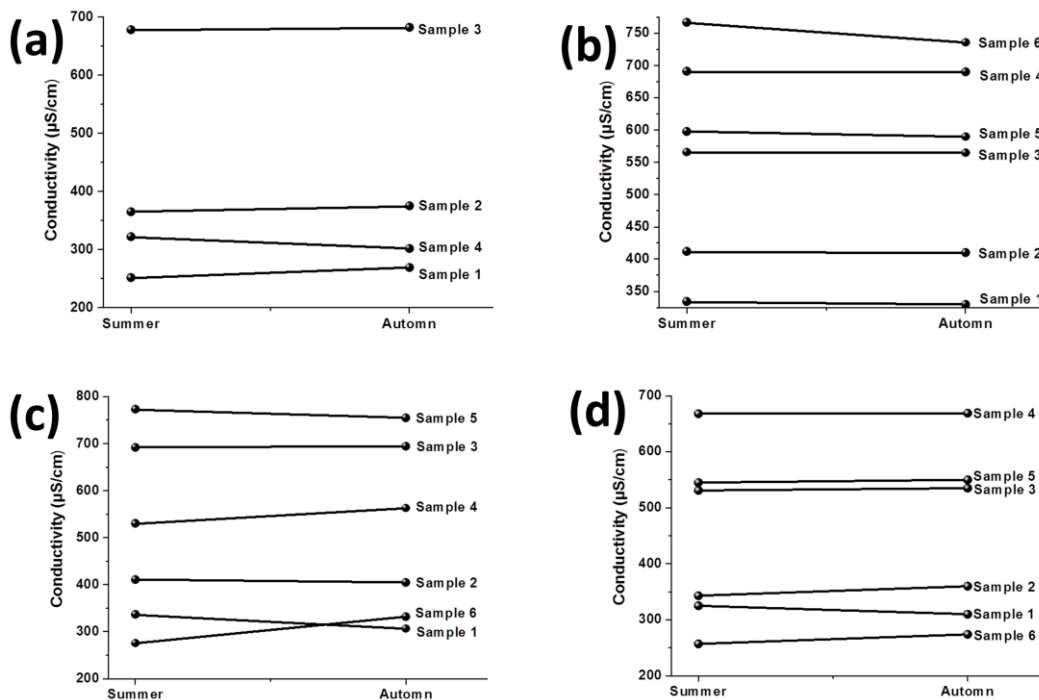 (a)
Conductivity (µS/cm)
700
600
500
400
300
200
Sample 3
Sample 2
Sample 4
Sample 1
Summer Automn
(b)
Conductivity (µS/cm)
750
700
650
600
550
500
450
400
350
Sample 6
Sample 4
Sample 5
Sample 3
Sample 2
Sample 1
Summer Automn
(c)
Conductivity (µS/cm)
800
700
600
500
400
300
200
Sample 5
Sample 3
Sample 4
Sample 2
Sample 6
Sample 1
Summer Automn
(d)
Conductivity (µS/cm)
700
600
500
400
300
200
Sample 4
Sample 5
Sample 3
Sample 2
Sample 1
Sample 6
Summer Automn